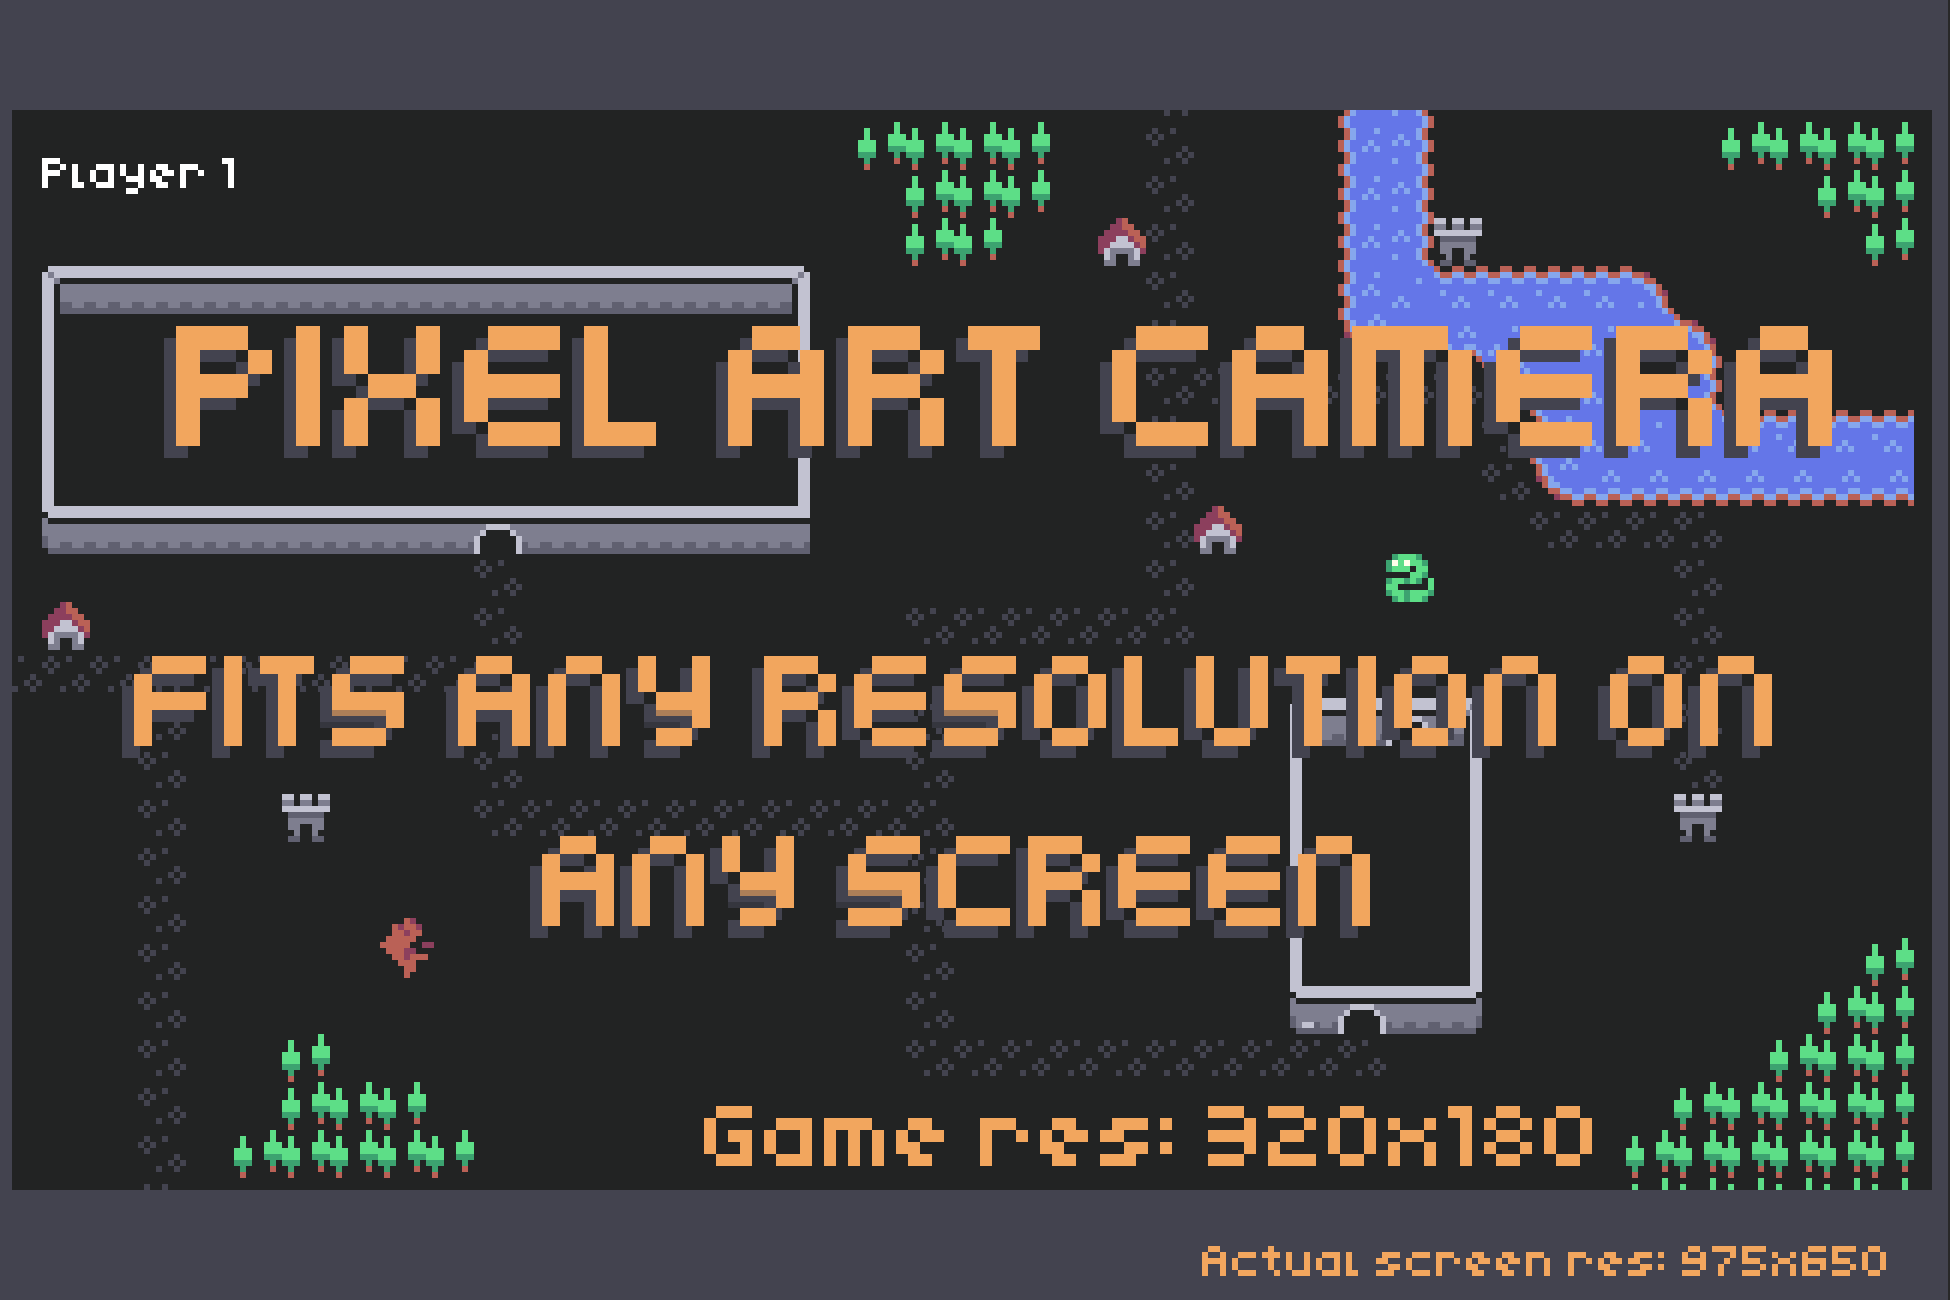 Player 1
PIXEL ART CAMERA
FITS ANY RESOLUTION ON
ANY SCREEN
Game res: 320x180
Actual screen res: 975x650